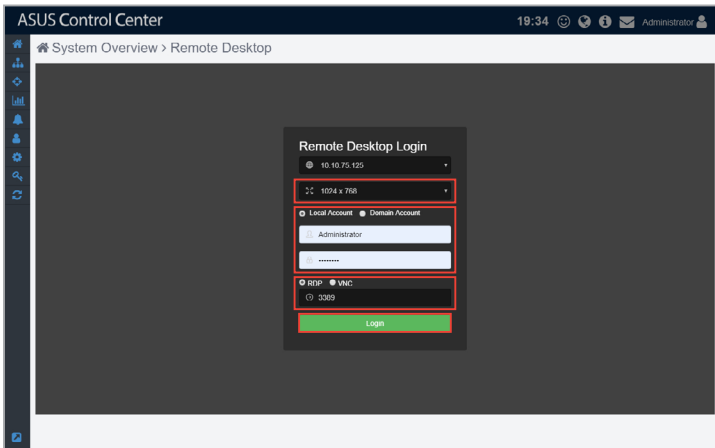 ASUS Control Center
19:34
Administrator
System Overview > Remote Desktop
Remote Desktop Login
10.10.75.125
1024 x 768
Local Account Domain Account
Administrator
••••••••
RDP VNC
3389
Login